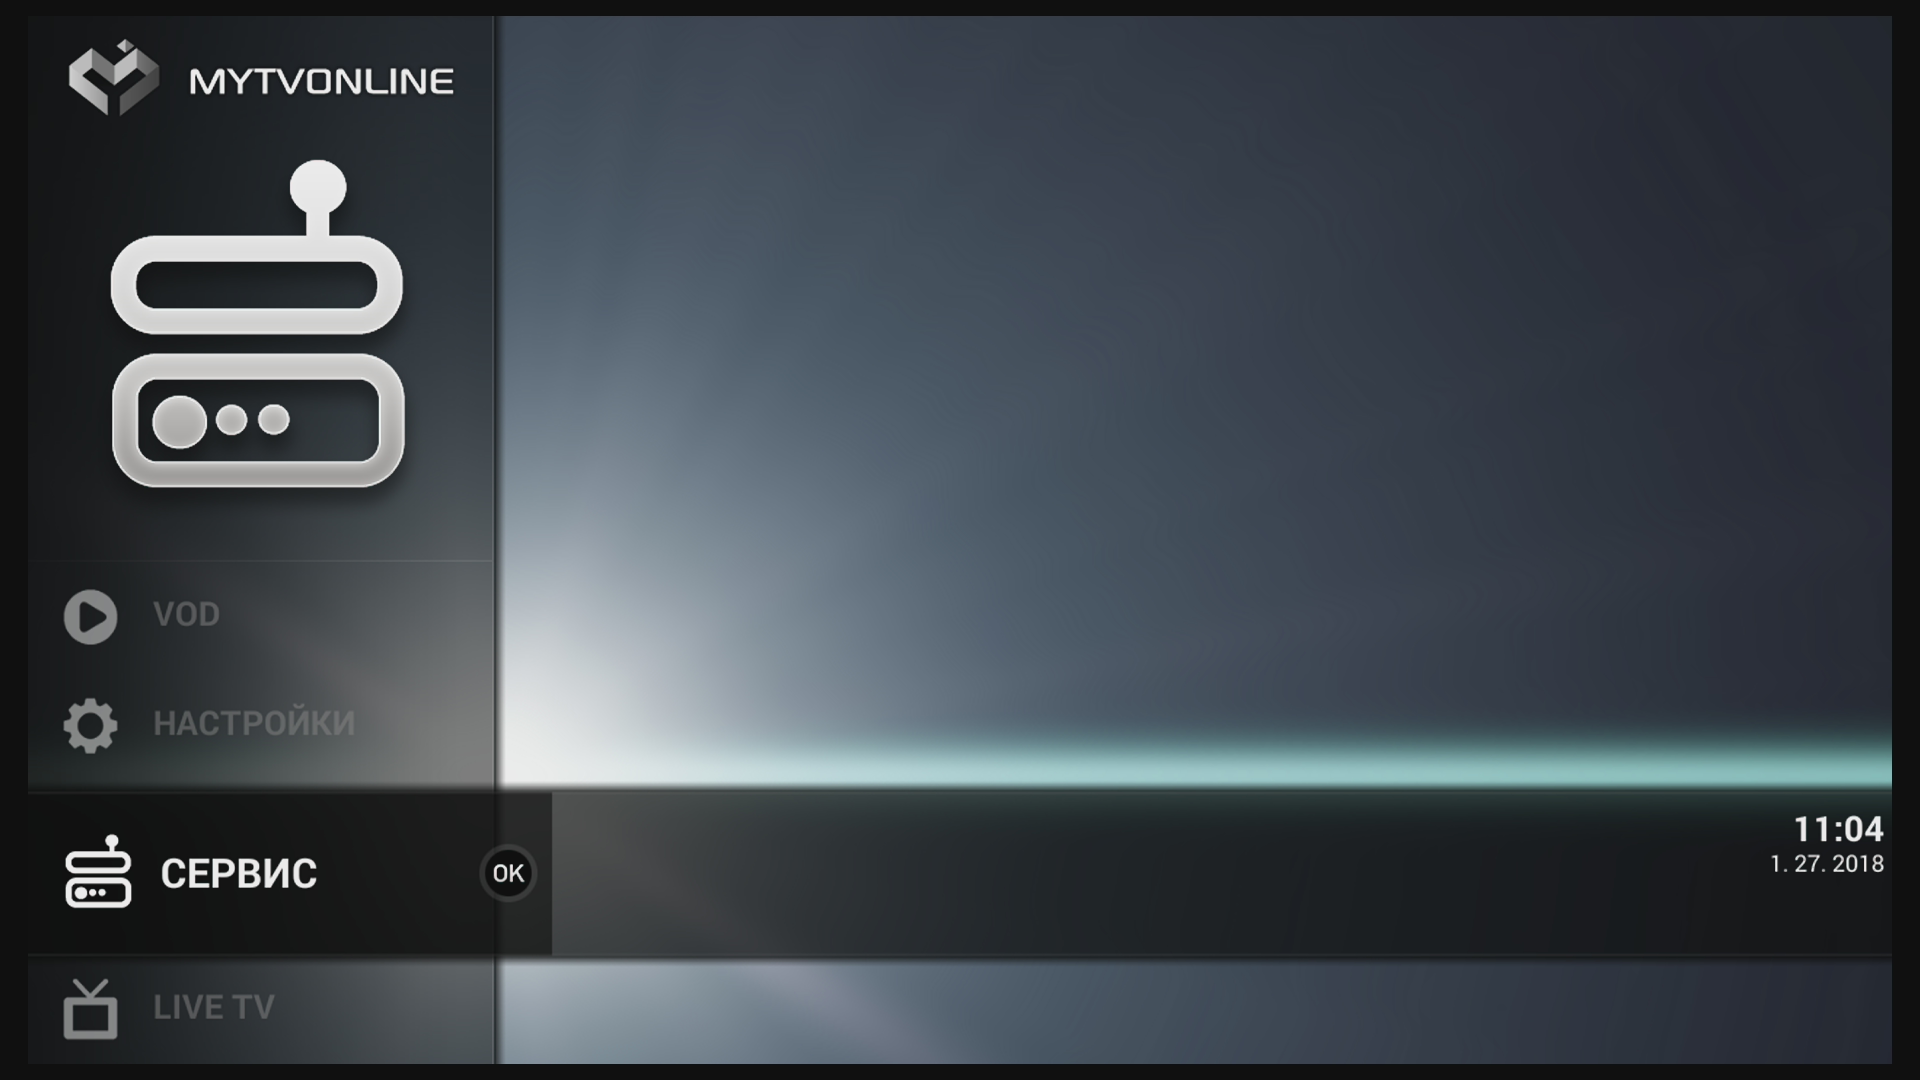 MYTVONLINE
VOD
НАСТРОЙКИ
СЕРВИС
OK
11:04
1. 27. 2018
LIVE TV